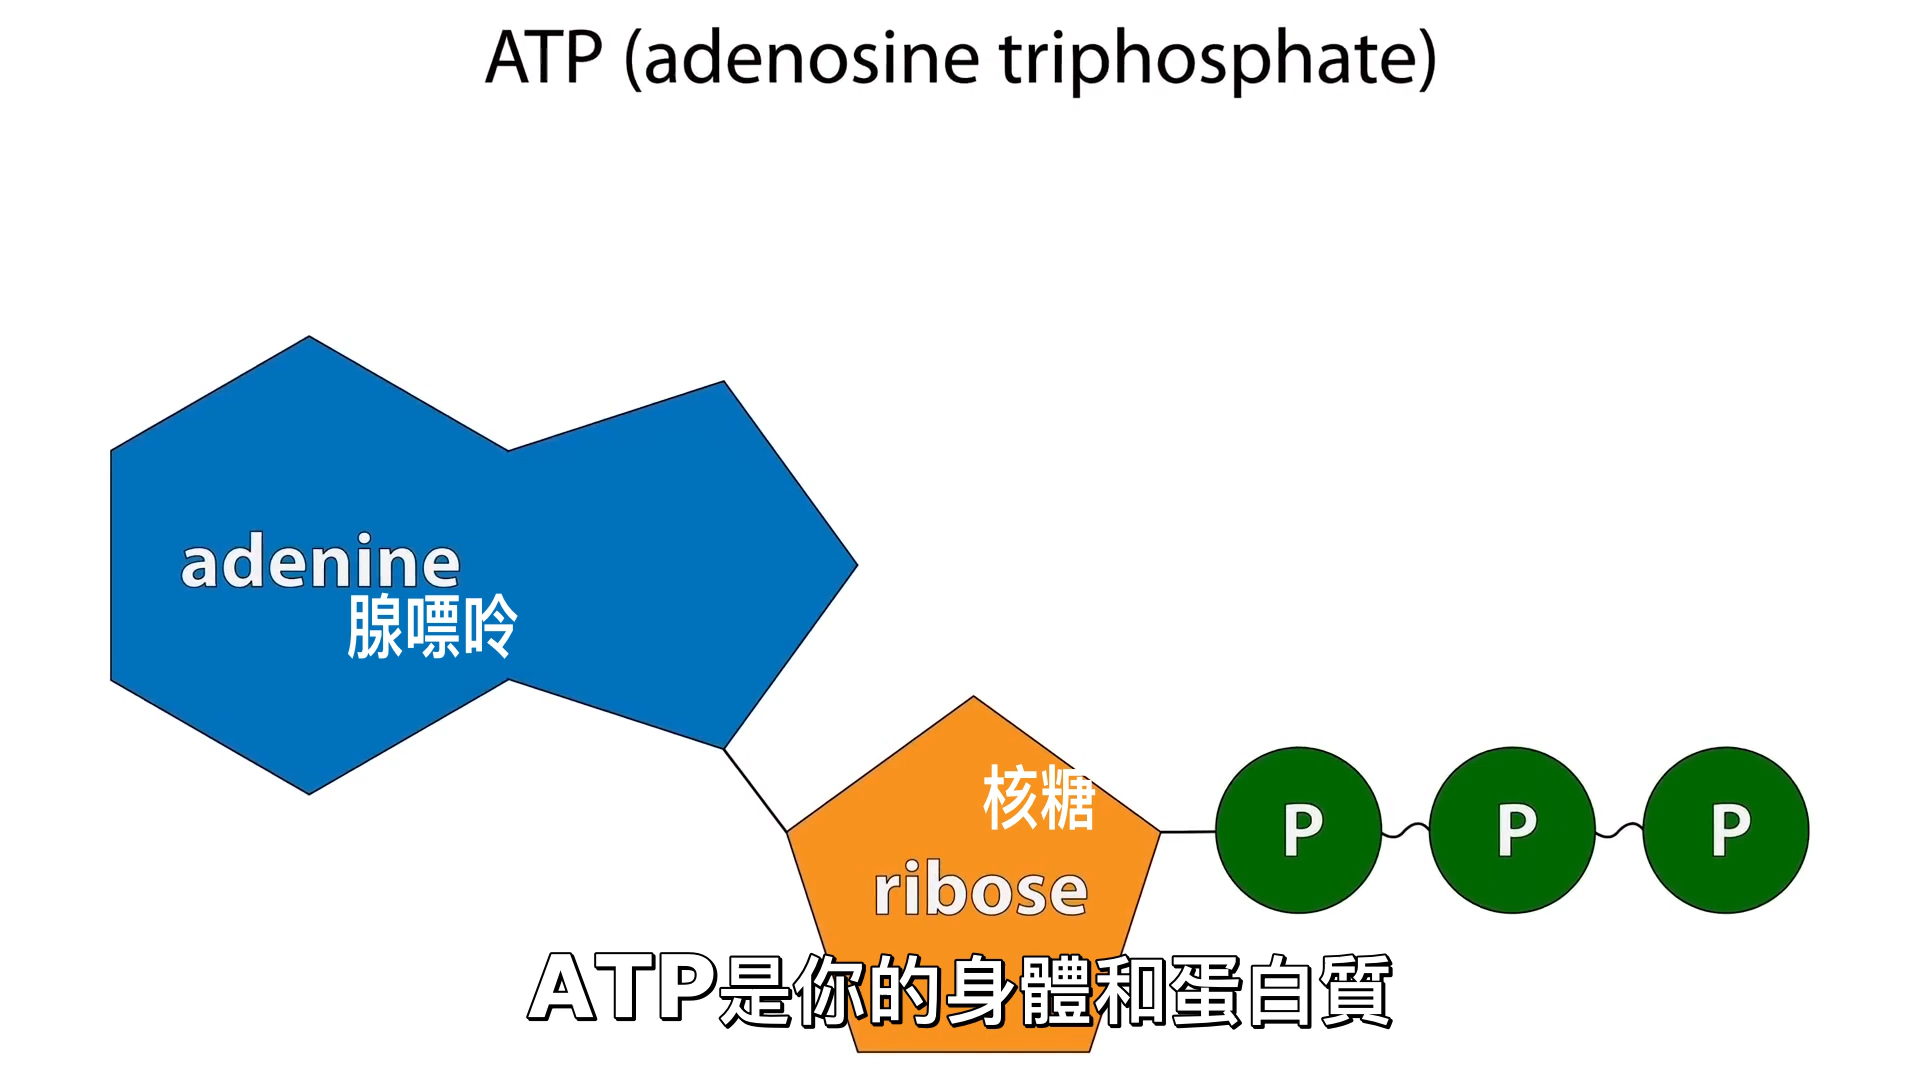 ATP (adenosine triphosphate)
adenine
腺嘌呤
核糖
ribose
P P P
ATP是你的身體和蛋白質